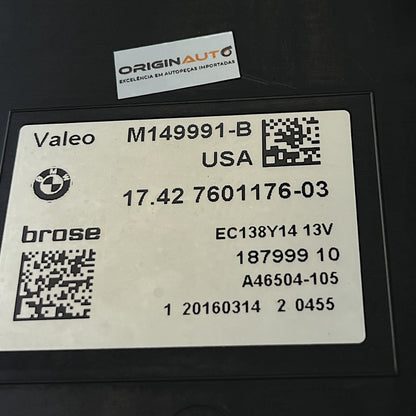 ORIGINAUTO
EXCELÊNCIA EM AUTOPEÇAS IMPORTADAS
Valeo M149991-B
USA
BMW
17.42 7601176-03
brose EC138Y14 13V
187999 10
A46504-105
1 20160314 2 0455